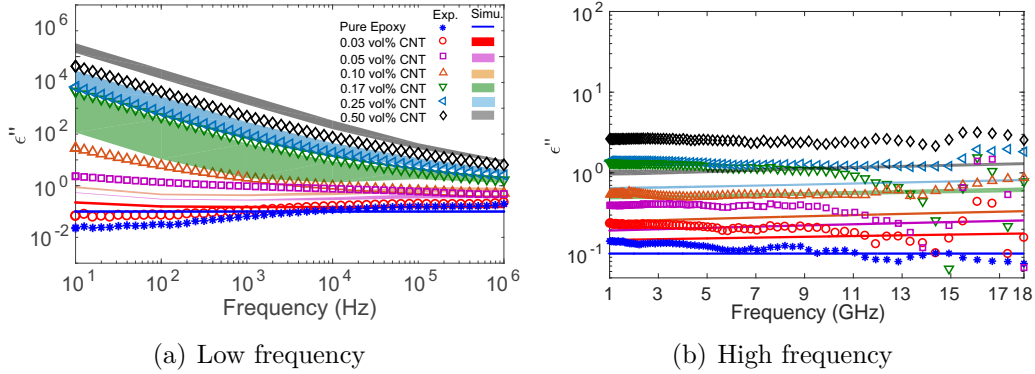 Exp. Simu.
Pure Epoxy
0.03 vol% CNT
0.05 vol% CNT
0.10 vol% CNT
0.17 vol% CNT
0.25 vol% CNT
0.50 vol% CNT
10^6
10^4
10^2
10^0
10^-2
ϵ''
10^1 10^2 10^3 10^4 10^5 10^6
Frequency (Hz)
(a) Low frequency
10^2
10^1
10^0
10^-1
ϵ''
1 3 5 7 9 11 13 15 17 18
Frequency (GHz)
(b) High frequency